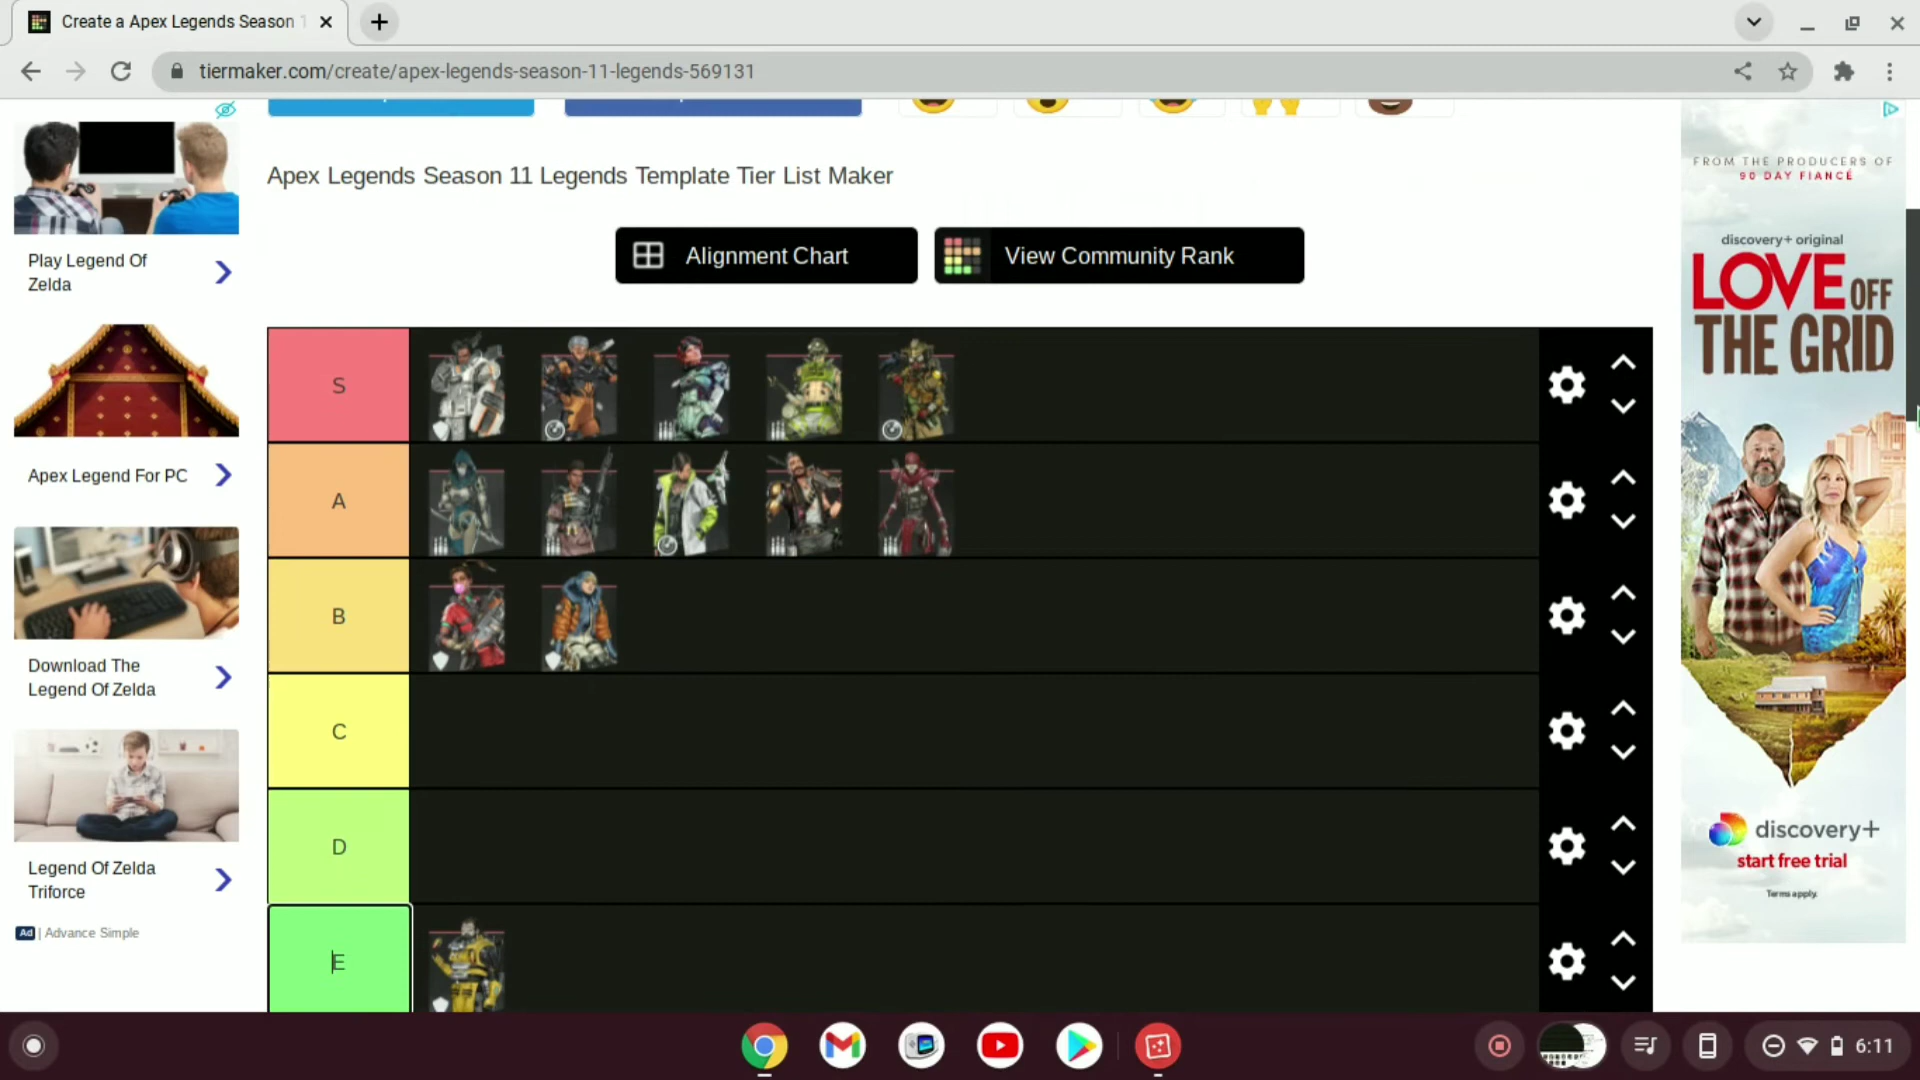 Create a Apex Legends Season 1
tiermaker.com/create/apex-legends-season-11-legends-569131
Play Legend Of
Zelda
Apex Legend For PC
Download The
Legend Of Zelda
Legend Of Zelda
Triforce
Ad | Advance Simple
Apex Legends Season 11 Legends Template Tier List Maker
Alignment Chart
View Community Rank
S
A
B
C
D
E
FROM THE PRODUCERS OF
90 DAY FIANCÉ
discovery+ original
LOVE OFF
THE GRID
discovery+
start free trial
Terms apply.
6:11